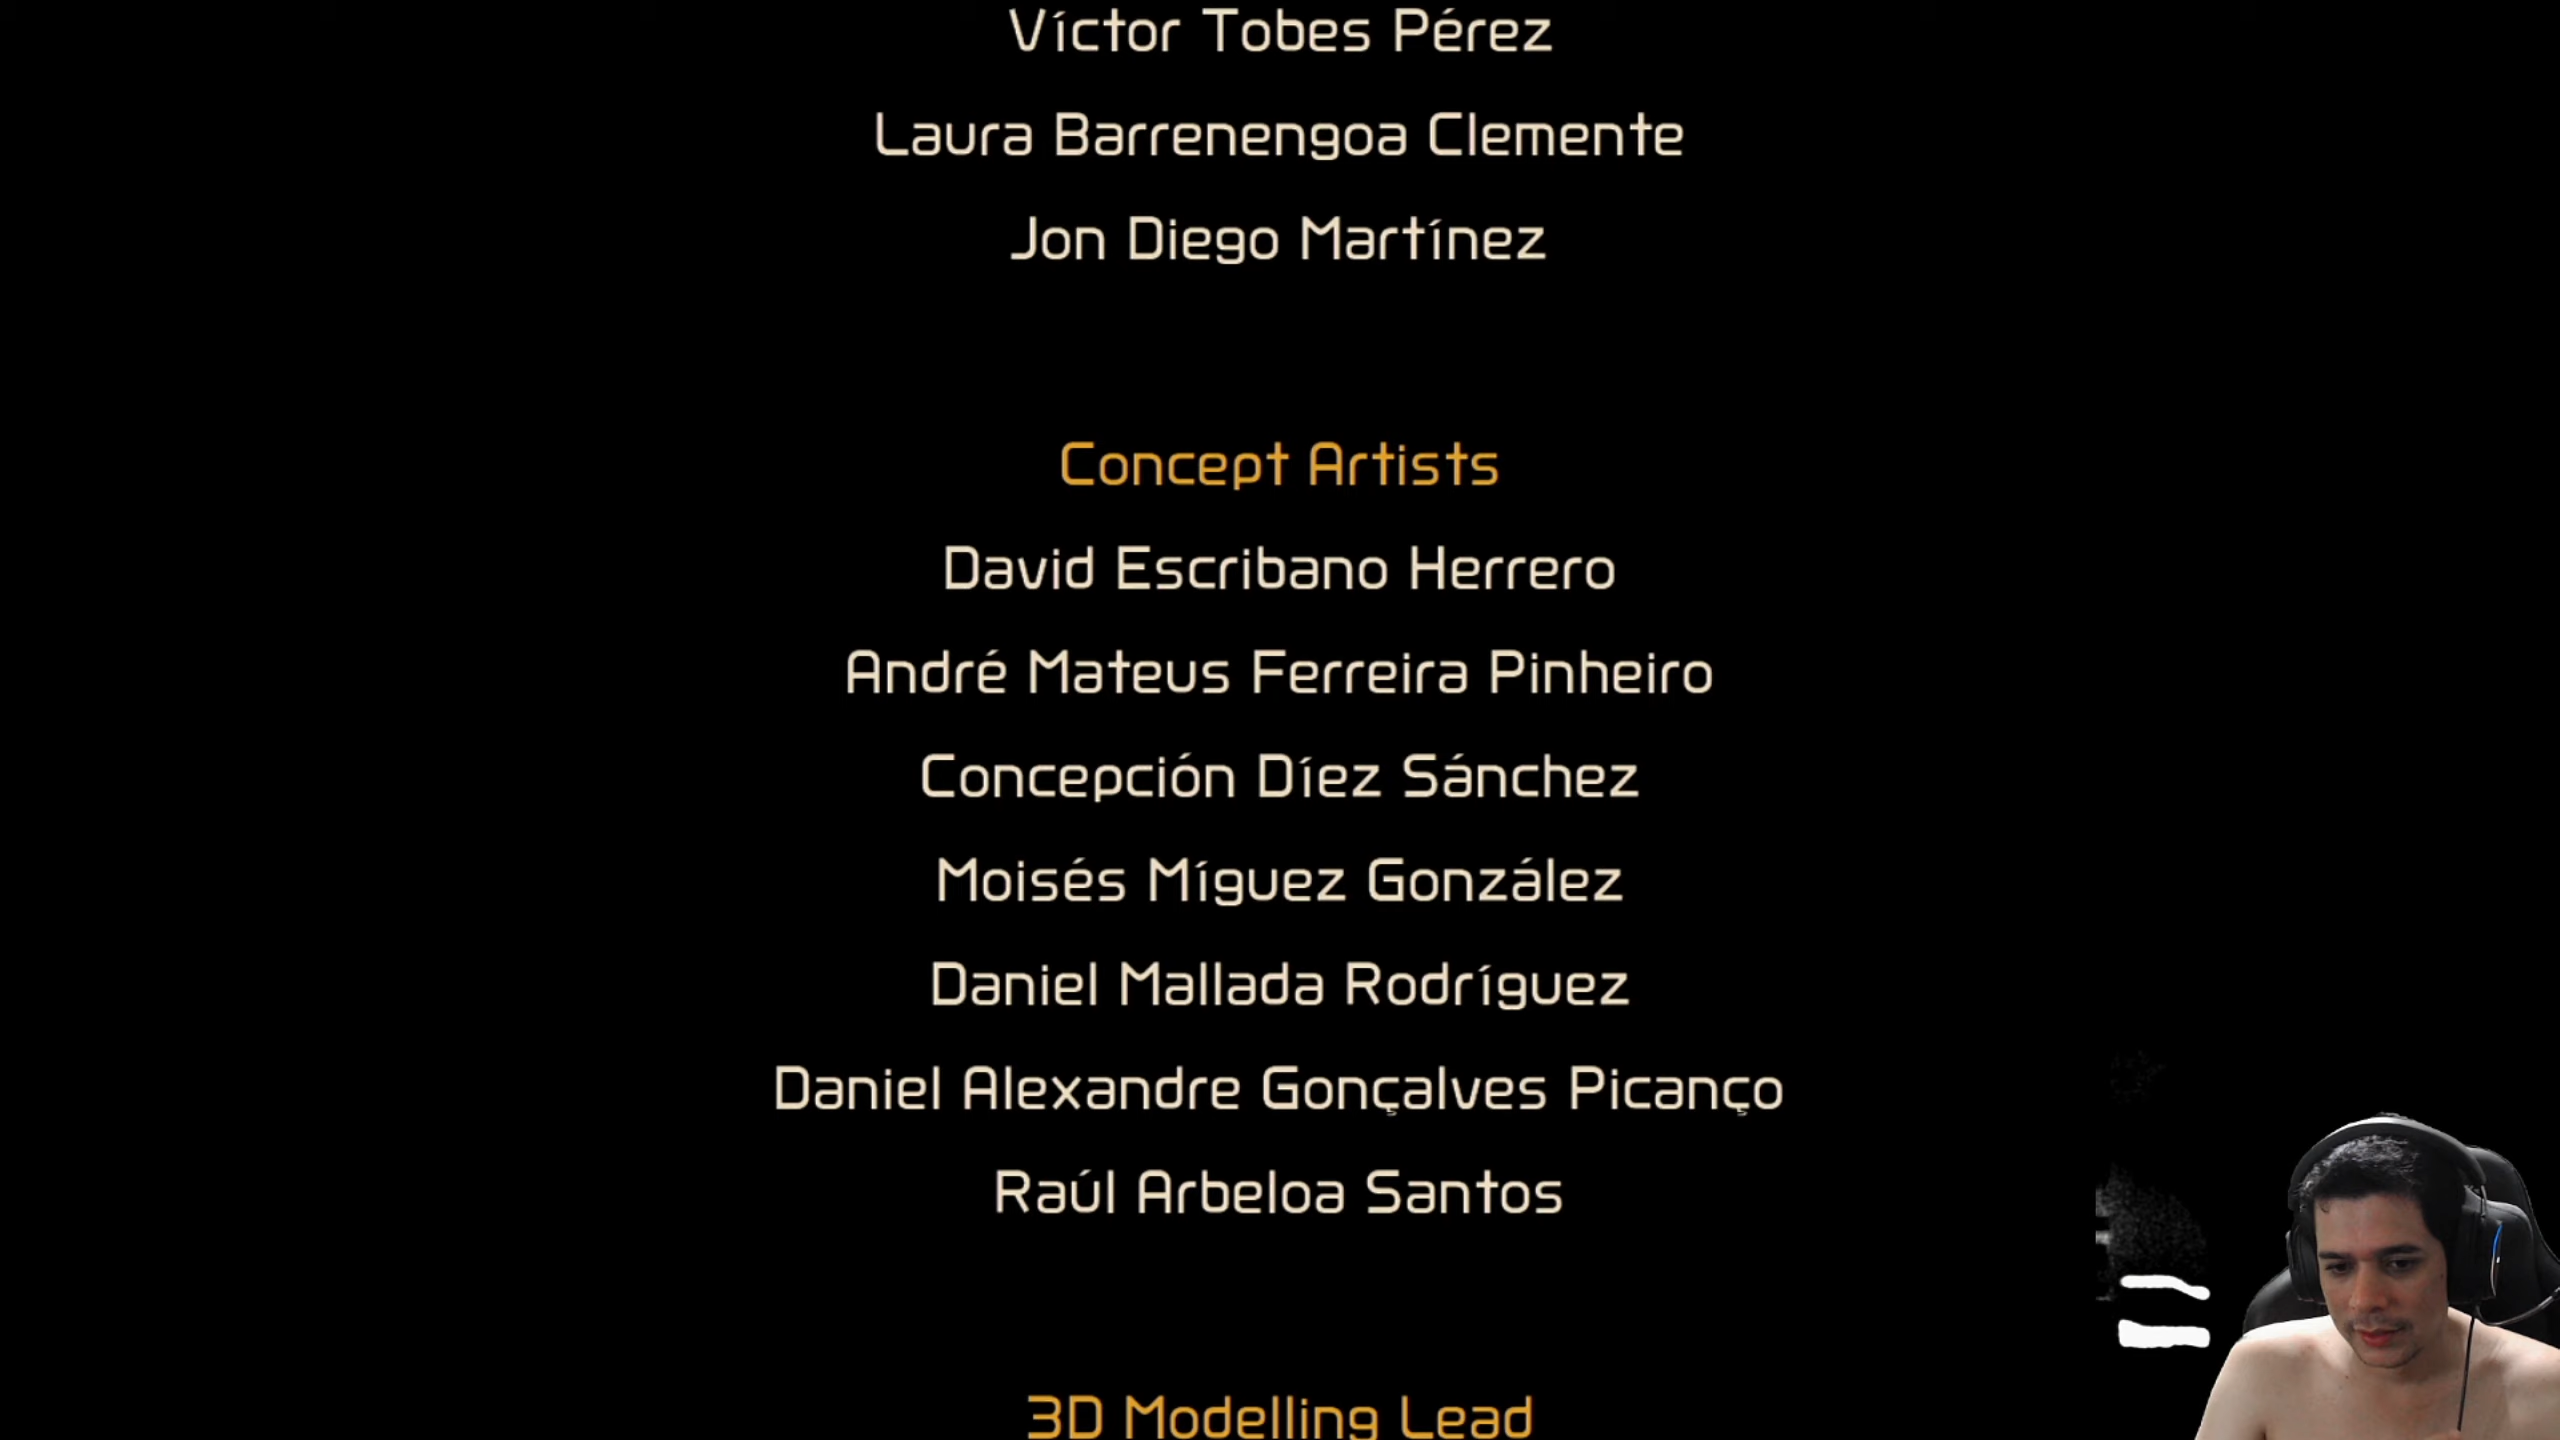 Víctor Tobes Pérez
Laura Barrenengoa Clemente
Jon Diego Martínez
Concept Artists
David Escribano Herrero
André Mateus Ferreira Pinheiro
Concepción Díez Sánchez
Moisés Míguez González
Daniel Mallada Rodríguez
Daniel Alexandre Gonçalves Picanço
Raúl Arbeloa Santos
3D Modelling Lead